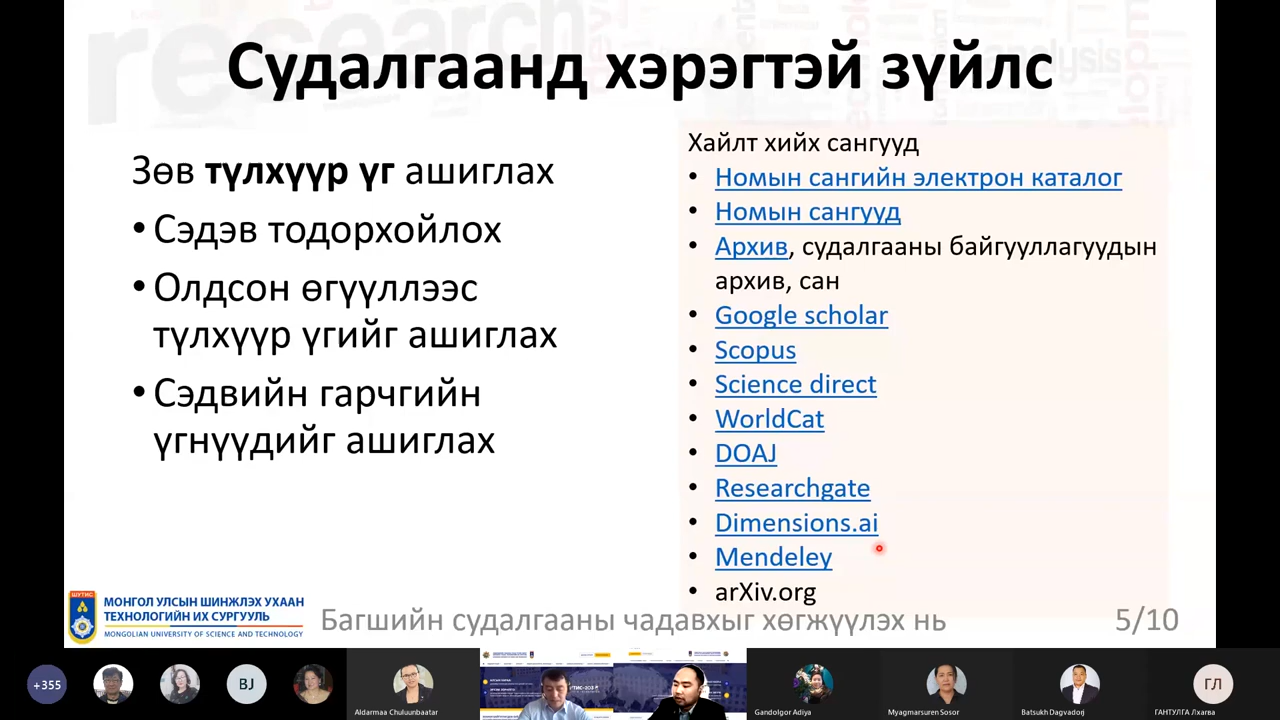 Судалгаанд хэрэгтэй зүйлс
Зөв түлхүүр үг ашиглах
• Сэдэв тодорхойлох
• Олдсон өгүүллээс
түлхүүр үгийг ашиглах
• Сэдвийн гарчгийн
үгнүүдийг ашиглах
Хайлт хийх сангууд
• Номын сангийн электрон каталог
• Номын сангууд
• Архив, судалгааны байгууллагуудын
архив, сан
• Google scholar
• Scopus
• Science direct
• WorldCat
• DOAJ
• Researchgate
• Dimensions.ai
• Mendeley
• arXiv.org
ШУТИС
МОНГОЛ УЛСЫН ШИНЖЛЭХ УХААН
ТЕХНОЛОГИЙН ИХ СУРГУУЛЬ
MONGOLIAN UNIVERSITY OF SCIENCE AND TECHNOLOGY
Багшийн судалгааны чадавхыг хөгжүүлэх нь
5/10
+355
BJ
Aldarmaa Chuluunbaatar
Gandolgor Adiya
Myagmarsuren Sosor
Batsukh Dagvadorj
ГЛ
ГАНТУЛГА Лхагва
research
analysis